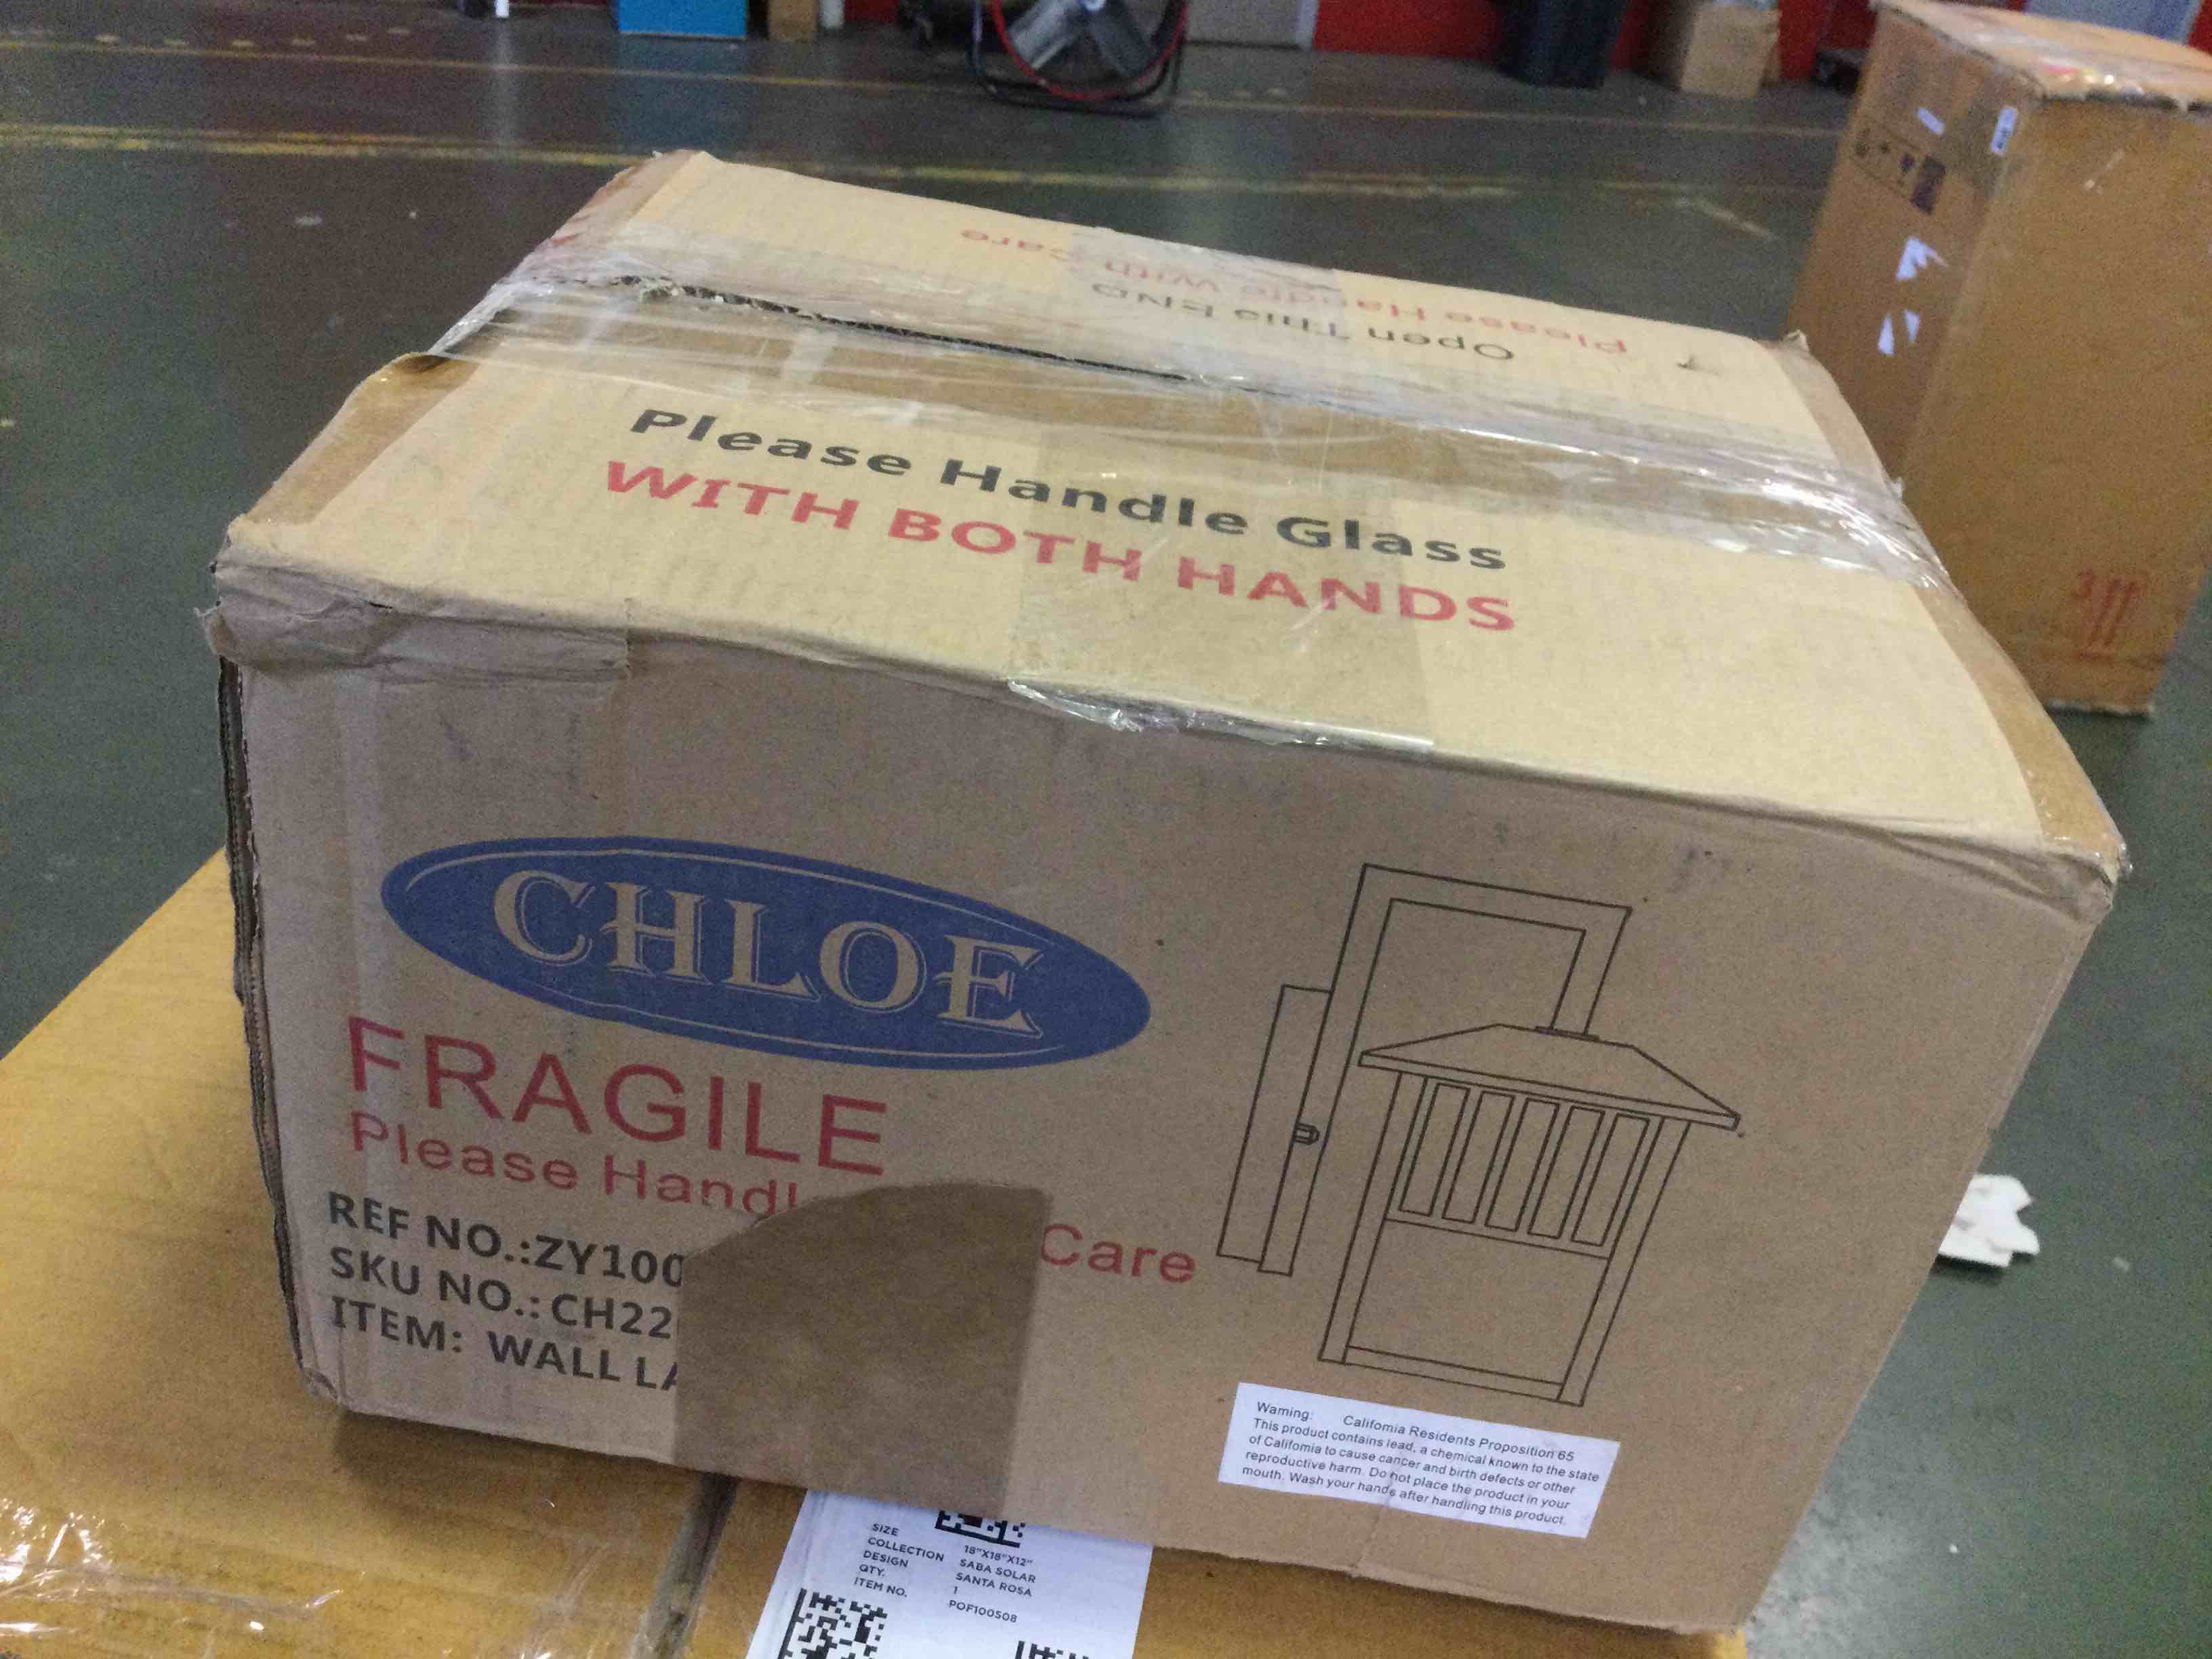 Please Handle With Care
Open This END
Please Handle Glass
WITH BOTH HANDS
CHLOE
FRAGILE
Please Handl Care
REF NO.:ZY100
SKU NO.: CH22
ITEM: WALL LA
Warning: California Residents Proposition 65
This product contains lead, a chemical known to the state
of California to cause cancer and birth defects or other
reproductive harm. Do not place the product in your
mouth. Wash your hands after handling this product.
SIZE 18"X18"X12"
COLLECTION SABA SOLAR
DESIGN SANTA ROSA
QTY. 1
ITEM NO. POF100508